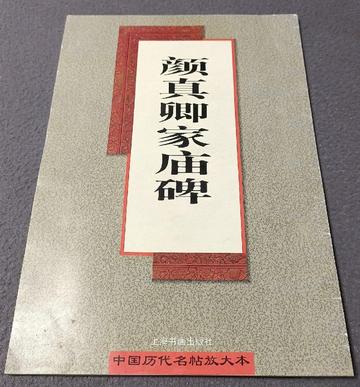 颜真卿家庙碑
上海书画出版社
中国历代名帖放大本